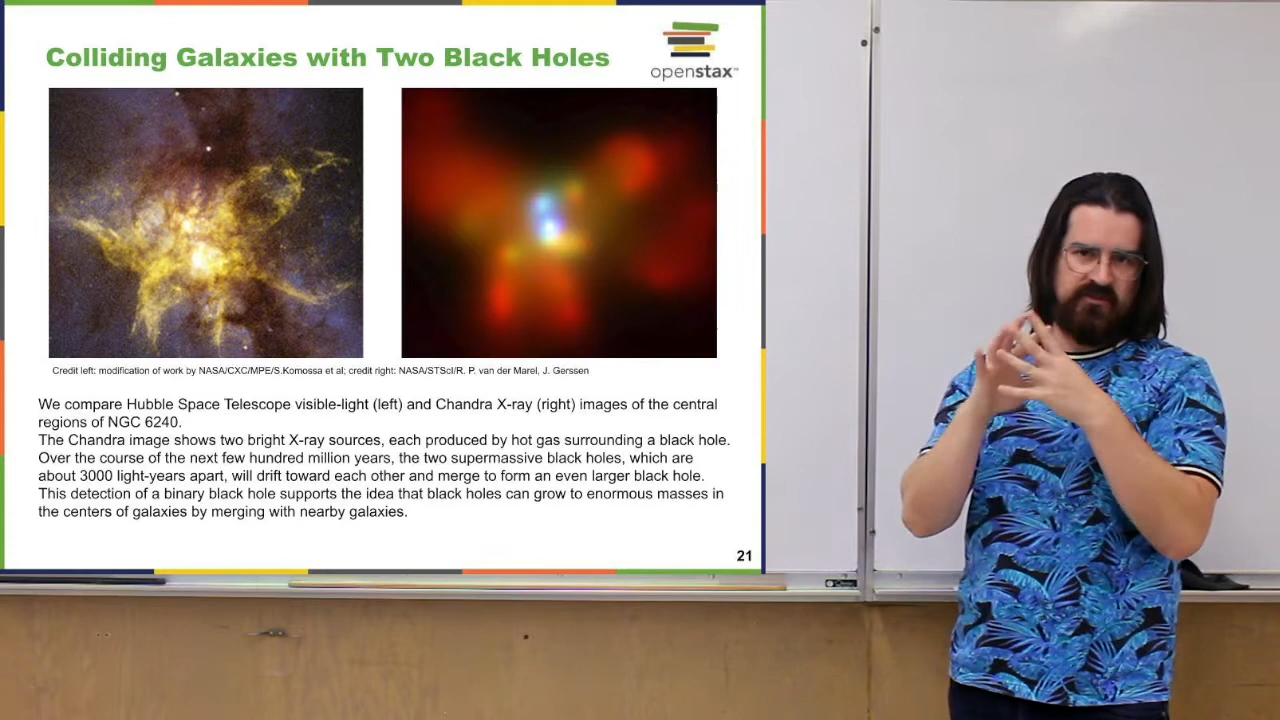 Colliding Galaxies with Two Black Holes
openstax™
Credit left: modification of work by NASA/CXC/MPE/S.Komossa et al; credit right: NASA/STScI/R. P. van der Marel, J. Gerssen
We compare Hubble Space Telescope visible-light (left) and Chandra X-ray (right) images of the central
regions of NGC 6240.
The Chandra image shows two bright X-ray sources, each produced by hot gas surrounding a black hole.
Over the course of the next few hundred million years, the two supermassive black holes, which are
about 3000 light-years apart, will drift toward each other and merge to form an even larger black hole.
This detection of a binary black hole supports the idea that black holes can grow to enormous masses in
the centers of galaxies by merging with nearby galaxies.
21